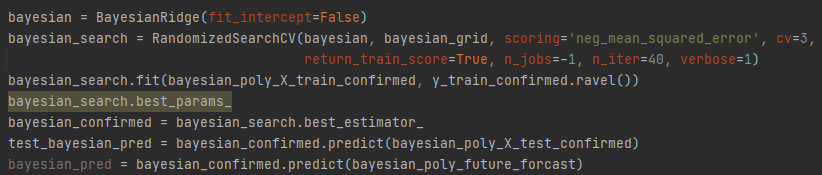 bayesian = BayesianRidge(fit_intercept=False)
bayesian_search = RandomizedSearchCV(bayesian, bayesian_grid, scoring='neg_mean_squared_error', cv=3,
return_train_score=True, n_jobs=-1, n_iter=40, verbose=1)
bayesian_search.fit(bayesian_poly_X_train_confirmed, y_train_confirmed.ravel())
bayesian_search.best_params_
bayesian_confirmed = bayesian_search.best_estimator_
test_bayesian_pred = bayesian_confirmed.predict(bayesian_poly_X_test_confirmed)
bayesian_pred = bayesian_confirmed.predict(bayesian_poly_future_forcast)